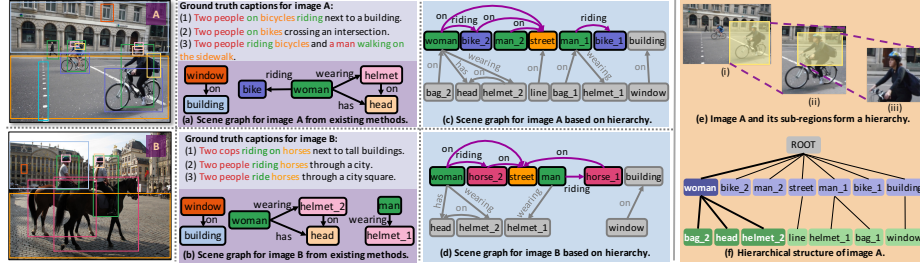 A
Ground truth captions for image A:
(1) Two people on bicycles riding next to a building.
(2) Two people on bikes crossing an intersection.
(3) Two people riding bicycles and a man walking on
the sidewalk.
window
building
bike
riding
woman
wearing
has
helmet
on
head
(a) Scene graph for image A from existing methods.
on
on
riding
on
on
riding
woman
bike_2
man_2
street
man_1
bike_1
building
on
has
wearing
on
on
wearing
on
bag_2
head
helmet_2
line
bag_1
helmet_1
window
(c) Scene graph for image A based on hierarchy.
(i)
(ii)
(iii)
(e) Image A and its sub-regions form a hierarchy.
B
Ground truth captions for image B:
(1) Two cops riding on horses next to tall buildings.
(2) Two people riding horses through a city.
(3) Two people ride horses through a city square.
window
on
building
woman
wearing
has
helmet_2
on
head
man
wearing
helmet_1
(b) Scene graph for image B from existing methods.
on
riding
on
on
woman
horse_2
street
man
riding
horse_1
building
has
wearing
on
wearing
on
head
helmet_2
helmet_1
window
(d) Scene graph for image B based on hierarchy.
ROOT
woman
bike_2
man_2
street
man_1
bike_1
building
bag_2
head
helmet_2
line
helmet_1
bag_1
window
(f) Hierarchical structure of image A.